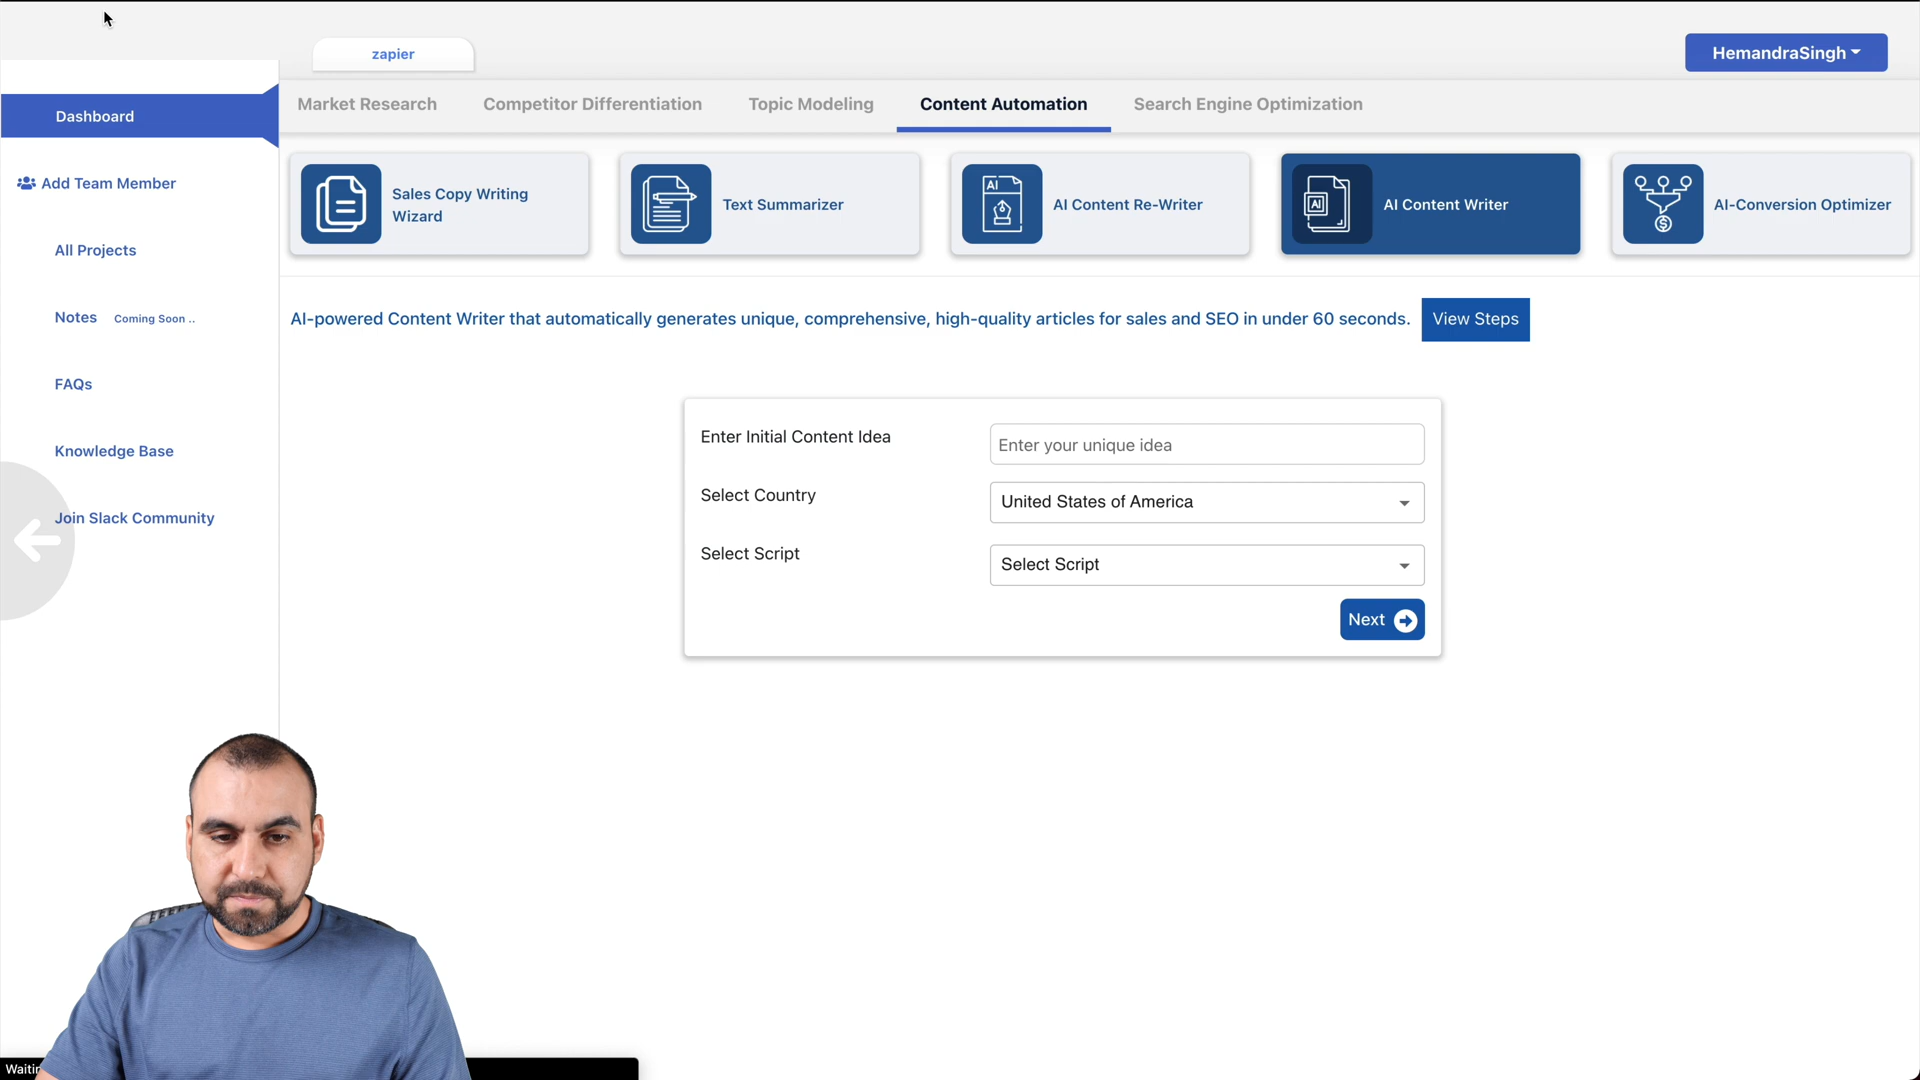 zapier
HemandraSingh
Market Research
Competitor Differentiation
Topic Modeling
Content Automation
Search Engine Optimization
Dashboard
Add Team Member
All Projects
Notes Coming Soon ..
FAQs
Knowledge Base
Join Slack Community
Sales Copy Writing
Wizard
Text Summarizer
AI
AI Content Re-Writer
AI
AI Content Writer
$
AI-Conversion Optimizer
AI-powered Content Writer that automatically generates unique, comprehensive, high-quality articles for sales and SEO in under 60 seconds.
View Steps
Enter Initial Content Idea
Enter your unique idea
Select Country
United States of America
Select Script
Select Script
Next